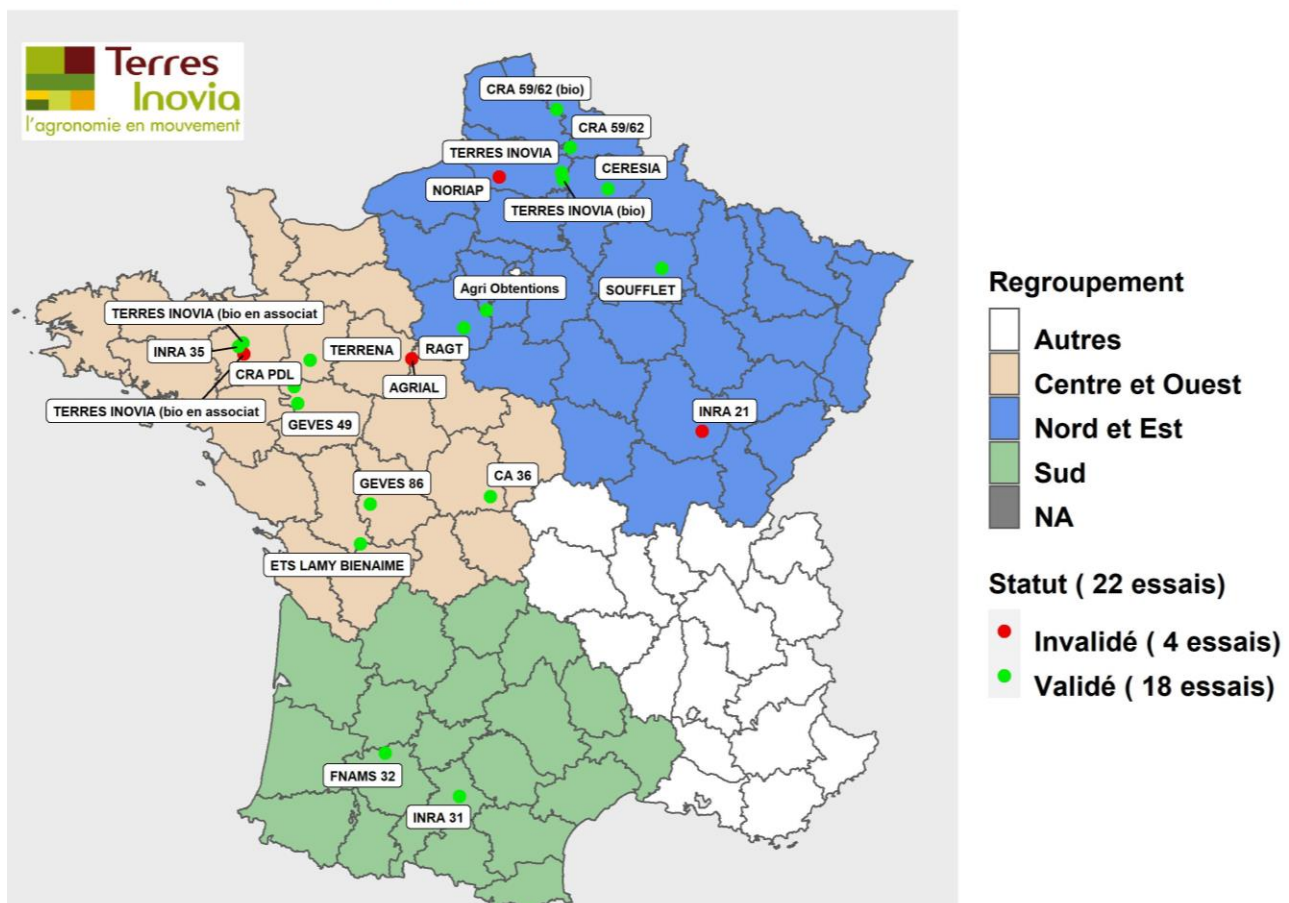 Terres
Inovia
l'agronomie en mouvement
CRA 59/62 (bio)
CRA 59/62
TERRES INOVIA
CERESIA
NORIAP
TERRES INOVIA (bio)
Agri Obtentions
SOUFFLET
TERRES INOVIA (bio en associat
INRA 35
TERRENA
RAGT
CRA PDL
AGRIAL
TERRES INOVIA (bio en associat
GEVES 49
INRA 21
GEVES 86
CA 36
ETS LAMY BIENAIME
FNAMS 32
INRA 31
Regroupement
Autres
Centre et Ouest
Nord et Est
Sud
NA
Statut ( 22 essais)
Invalidé ( 4 essais)
Validé ( 18 essais)